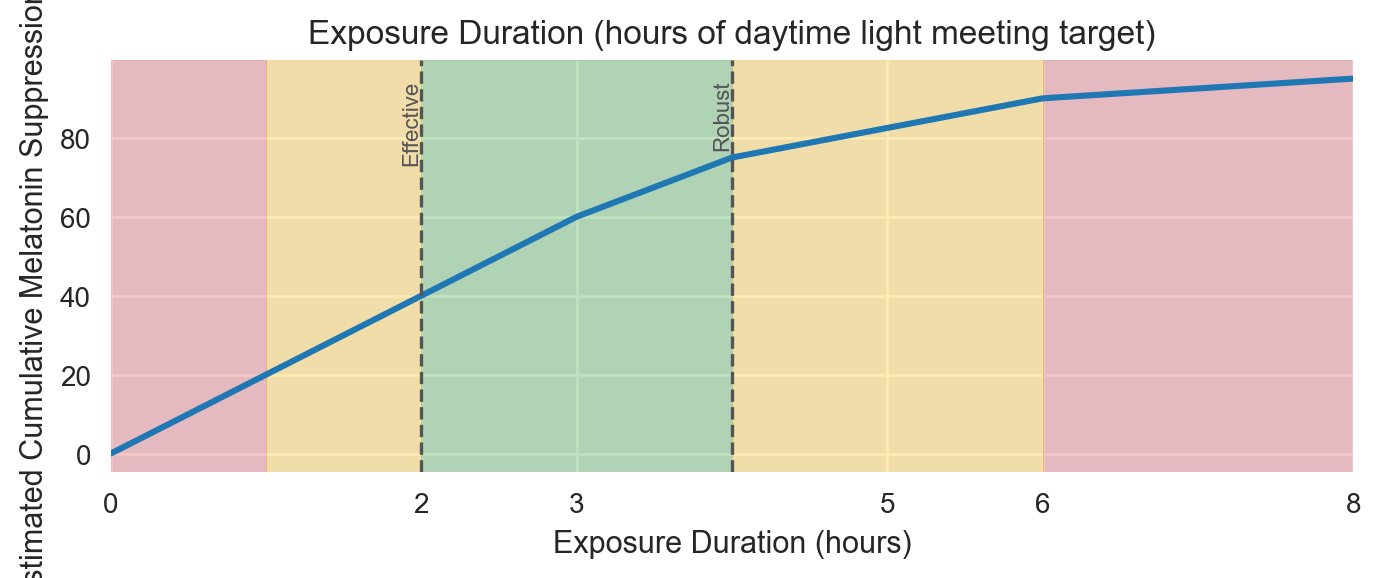 Exposure Duration (hours of daytime light meeting target)
stimated Cumulative Melatonin Suppression
Effective
Robust
80
60
40
20
0
0 2 3 5 6 8
Exposure Duration (hours)